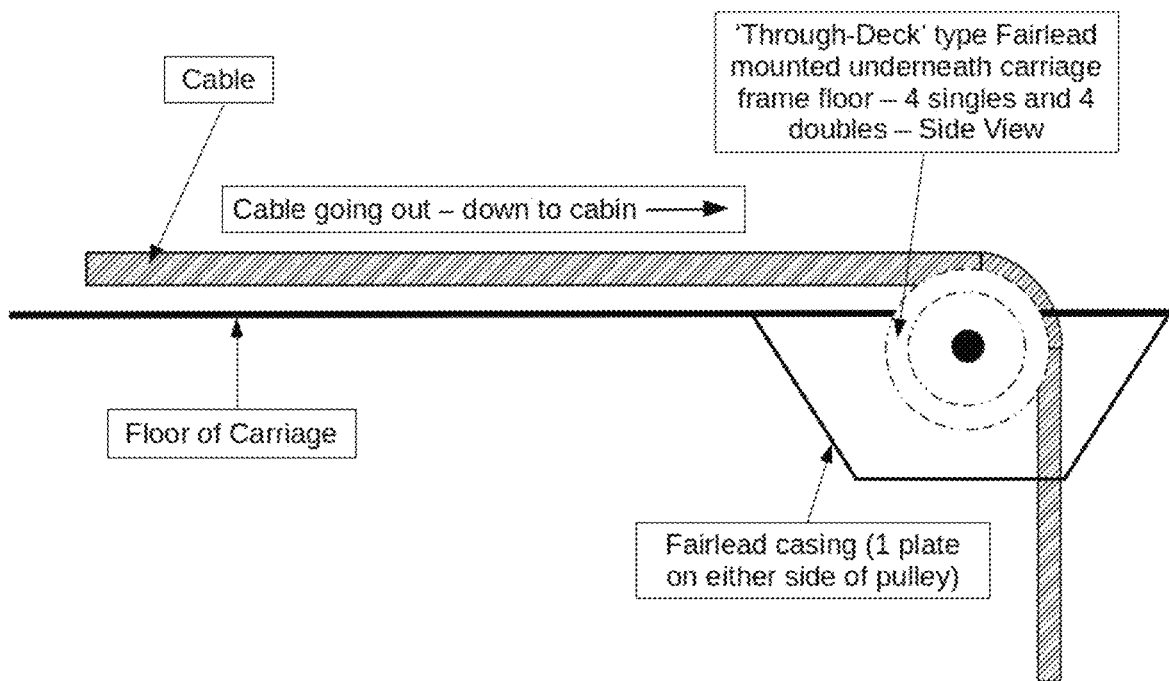 'Through-Deck' type Fairlead
mounted underneath carriage
frame floor – 4 singles and 4
doubles – Side View
Cable
Cable going out – down to cabin
Floor of Carriage
Fairlead casing (1 plate
on either side of pulley)